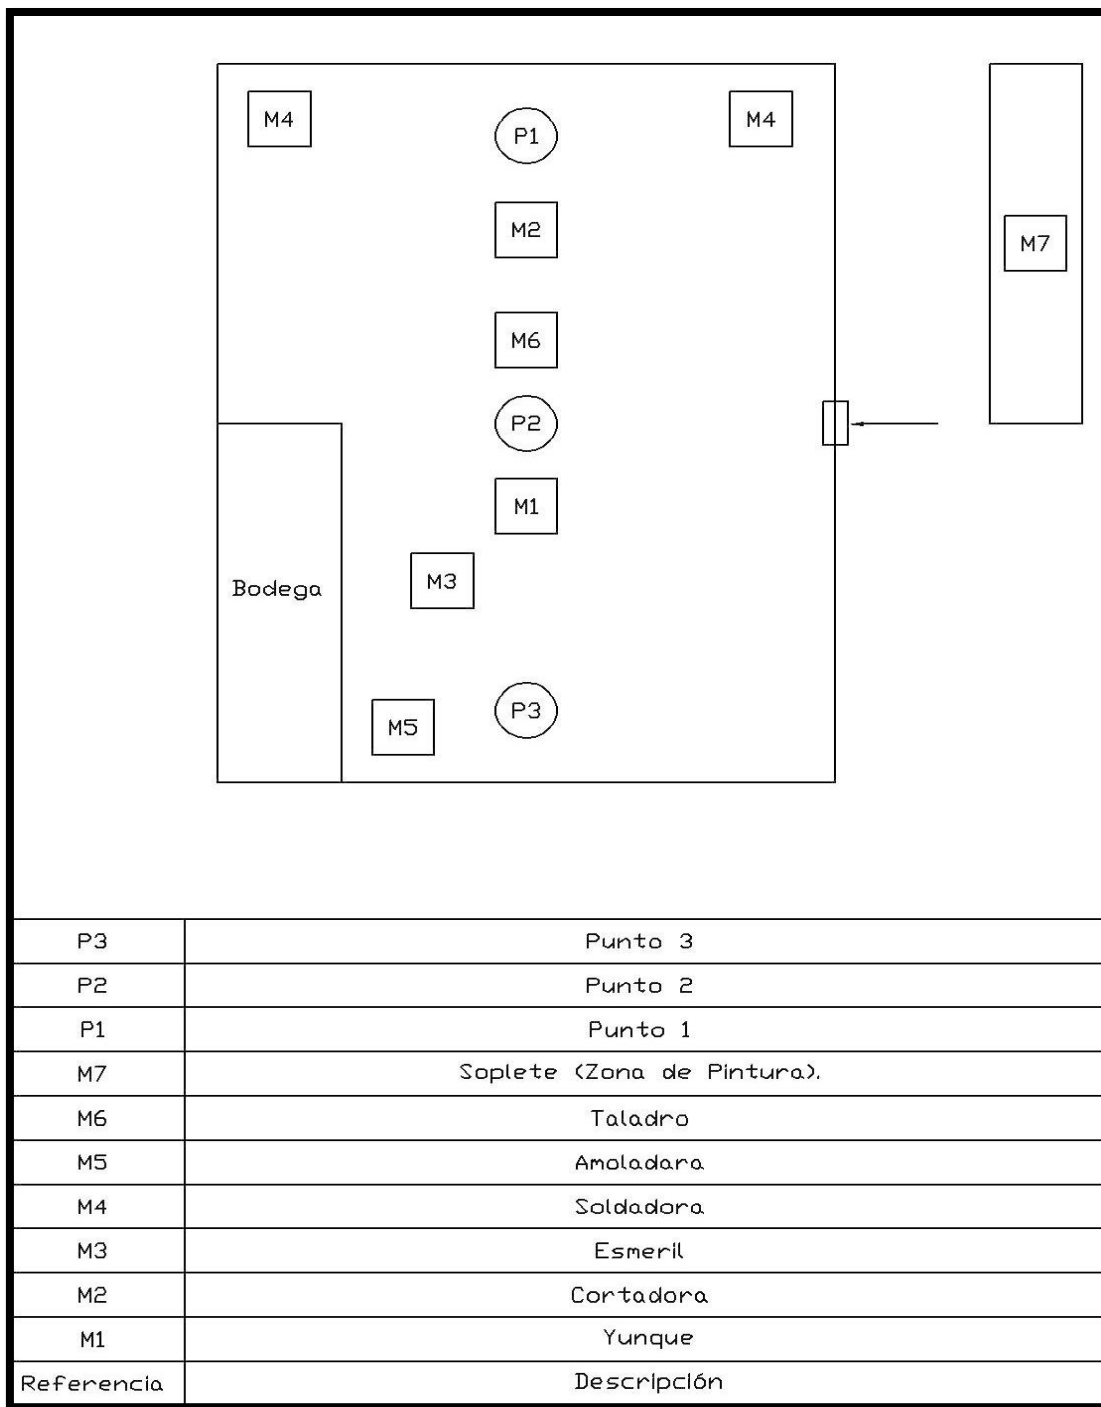 M4
P1
M4
M2
M7
M6
P2
M1
M3
Bodega
M5
P3
P3 Punto 3
P2 Punto 2
P1 Punto 1
M7 Soplete (Zona de Pintura).
M6 Taladro
M5 Amoladara
M4 Soldadora
M3 Esmeril
M2 Cortadora
M1 Yunque
Referencia Descripción